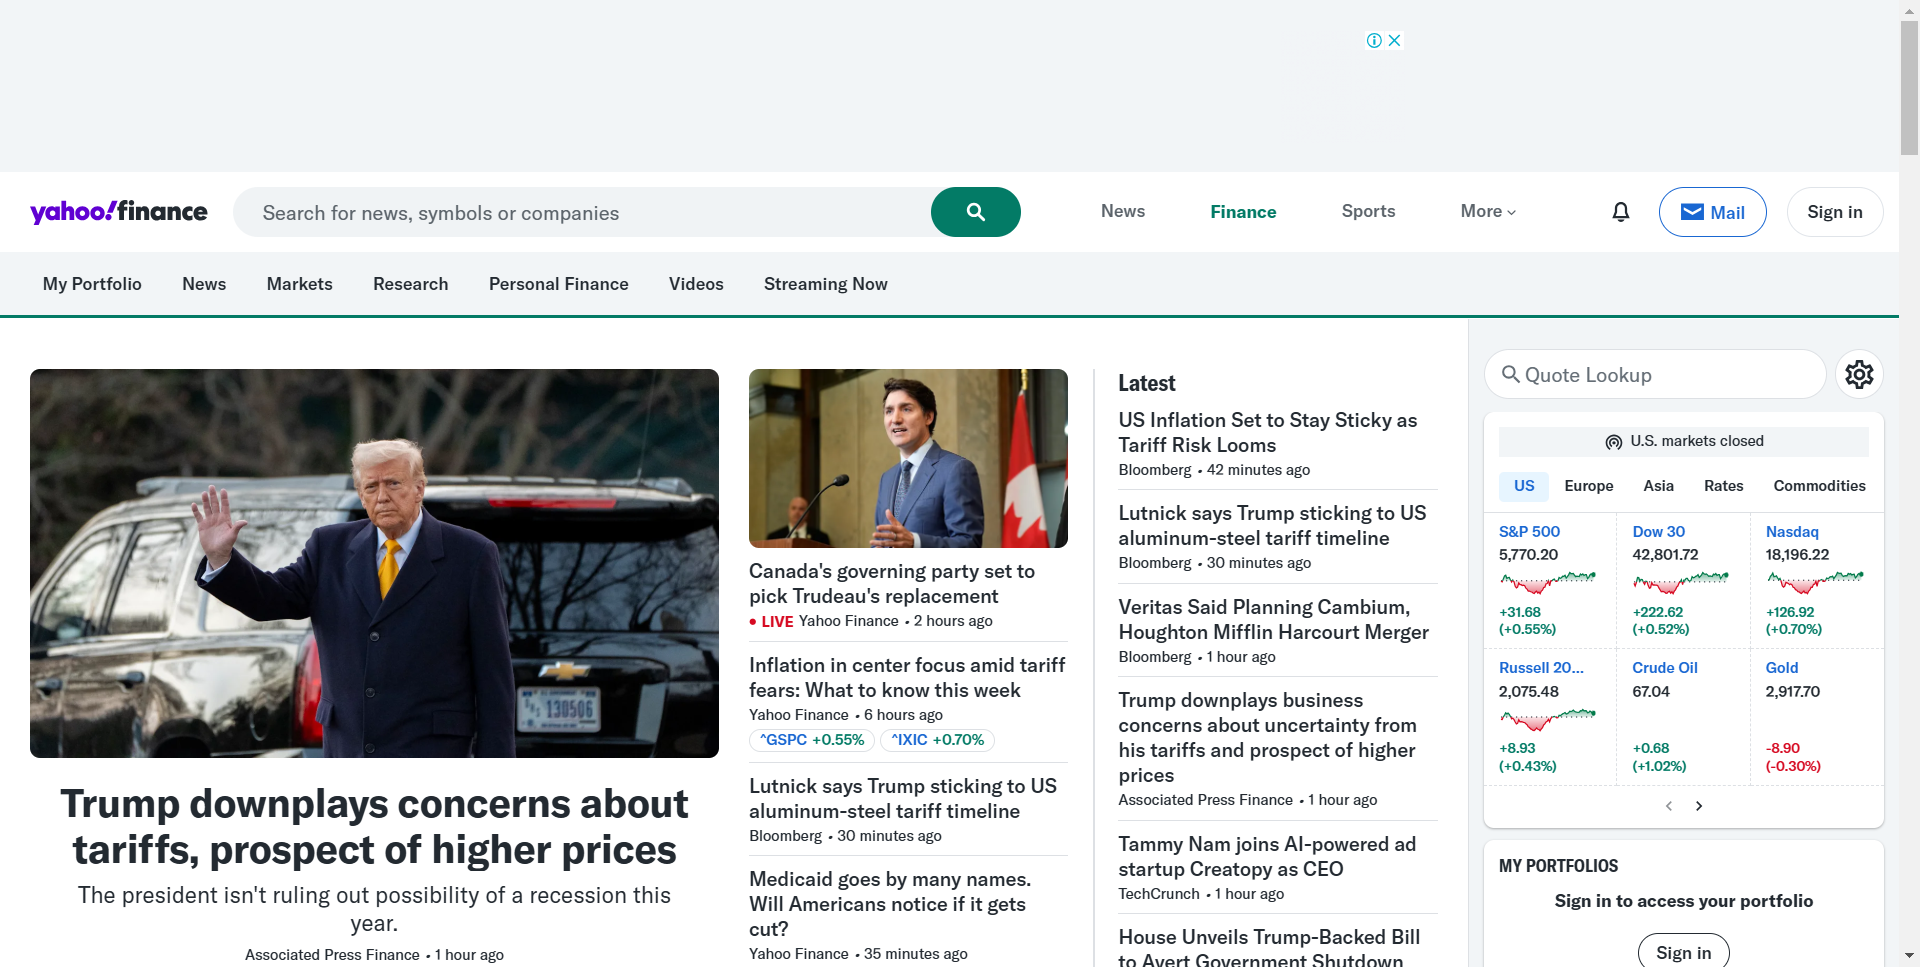 yahoo!finance
Search for news, symbols or companies
News
Finance
Sports
More
Mail
Sign in
My Portfolio
News
Markets
Research
Personal Finance
Videos
Streaming Now
130506
Trump downplays concerns about
tariffs, prospect of higher prices
The president isn't ruling out possibility of a recession this
year.
Associated Press Finance • 1 hour ago
Canada's governing party set to
pick Trudeau's replacement
• LIVE Yahoo Finance • 2 hours ago
Inflation in center focus amid tariff
fears: What to know this week
Yahoo Finance • 6 hours ago
^GSPC +0.55%
^IXIC +0.70%
Lutnick says Trump sticking to US
aluminum-steel tariff timeline
Bloomberg • 30 minutes ago
Medicaid goes by many names.
Will Americans notice if it gets
cut?
Yahoo Finance • 35 minutes ago
Latest
US Inflation Set to Stay Sticky as
Tariff Risk Looms
Bloomberg • 42 minutes ago
Lutnick says Trump sticking to US
aluminum-steel tariff timeline
Bloomberg • 30 minutes ago
Veritas Said Planning Cambium,
Houghton Mifflin Harcourt Merger
Bloomberg • 1 hour ago
Trump downplays business
concerns about uncertainty from
his tariffs and prospect of higher
prices
Associated Press Finance • 1 hour ago
Tammy Nam joins AI-powered ad
startup Creatopy as CEO
TechCrunch • 1 hour ago
House Unveils Trump-Backed Bill
to Avert Government Shutdown
Quote Lookup
U.S. markets closed
US
Europe
Asia
Rates
Commodities
S&P 500
5,770.20
+31.68
(+0.55%)
Dow 30
42,801.72
+222.62
(+0.52%)
Nasdaq
18,196.22
+126.92
(+0.70%)
Russell 20...
2,075.48
+8.93
(+0.43%)
Crude Oil
67.04
+0.68
(+1.02%)
Gold
2,917.70
-8.90
(-0.30%)
MY PORTFOLIOS
Sign in to access your portfolio
Sign in